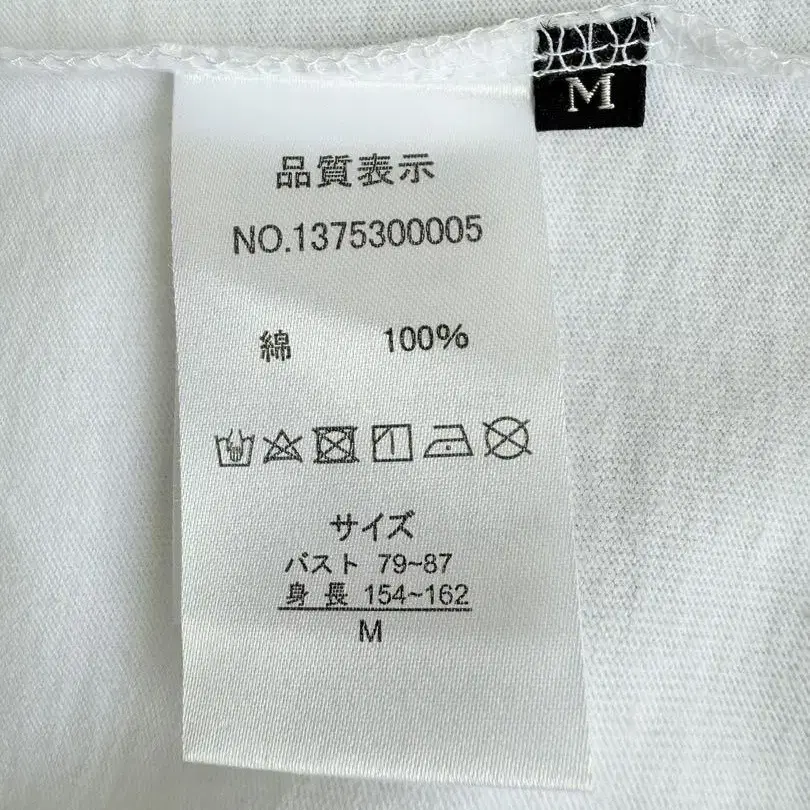 M
品質表示
NO.1375300005
綿 100%
サイズ
バスト 79~87
身長 154~162
M